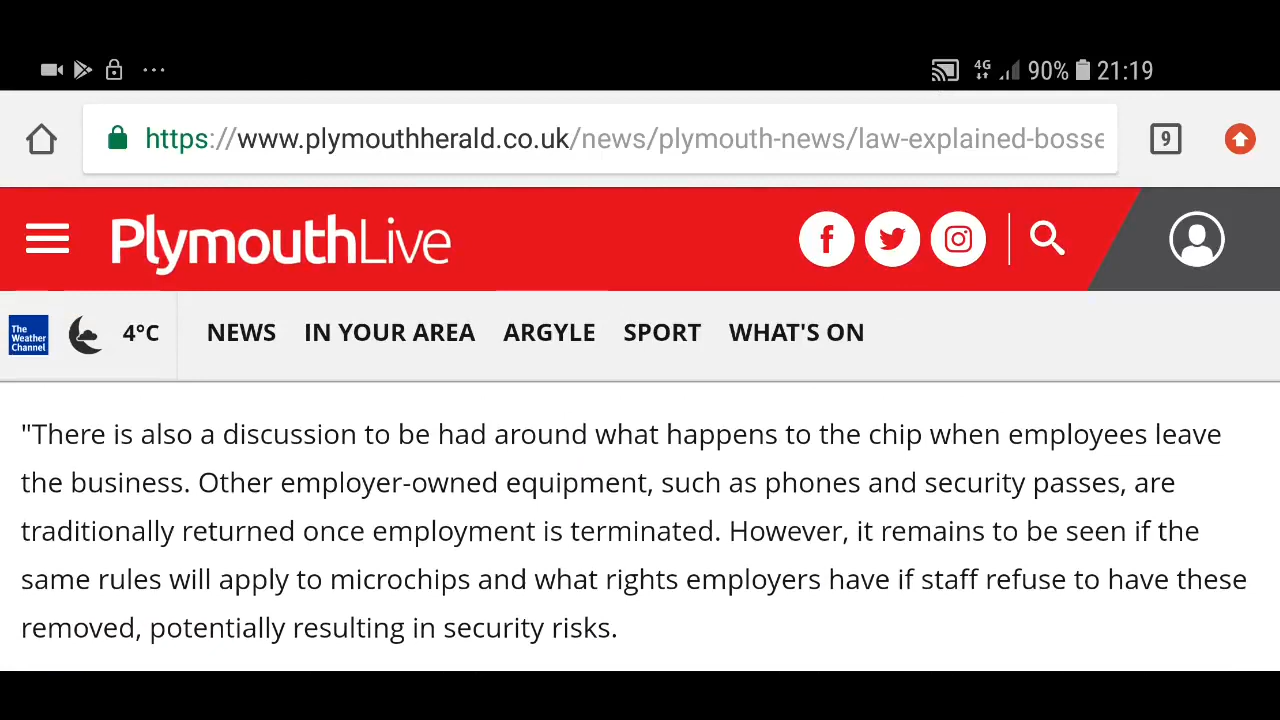 4G 90% 21:19
https://www.plymouthherald.co.uk/news/plymouth-news/law-explained-bosse
9
PlymouthLive
The Weather Channel
4°C NEWS IN YOUR AREA ARGYLE SPORT WHAT'S ON
"There is also a discussion to be had around what happens to the chip when employees leave
the business. Other employer-owned equipment, such as phones and security passes, are
traditionally returned once employment is terminated. However, it remains to be seen if the
same rules will apply to microchips and what rights employers have if staff refuse to have these
removed, potentially resulting in security risks.